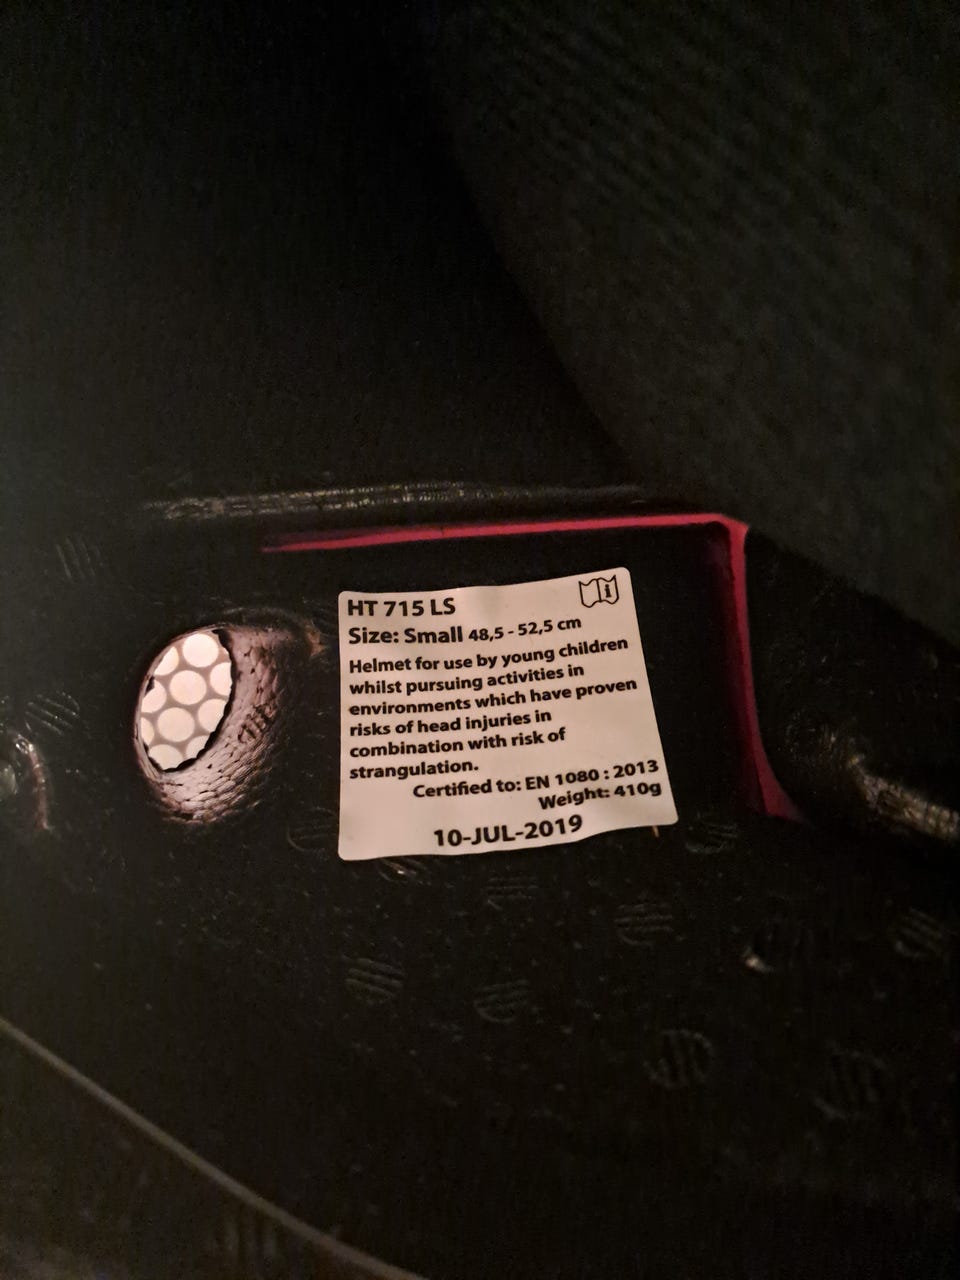 HT 715 LS
Size: Small 48,5 - 52,5 cm
Helmet for use by young children
whilst pursuing activities in
environments which have proven
risks of head injuries in
combination with risk of
strangulation.
Certified to: EN 1080 : 2013
Weight: 410g
10-JUL-2019